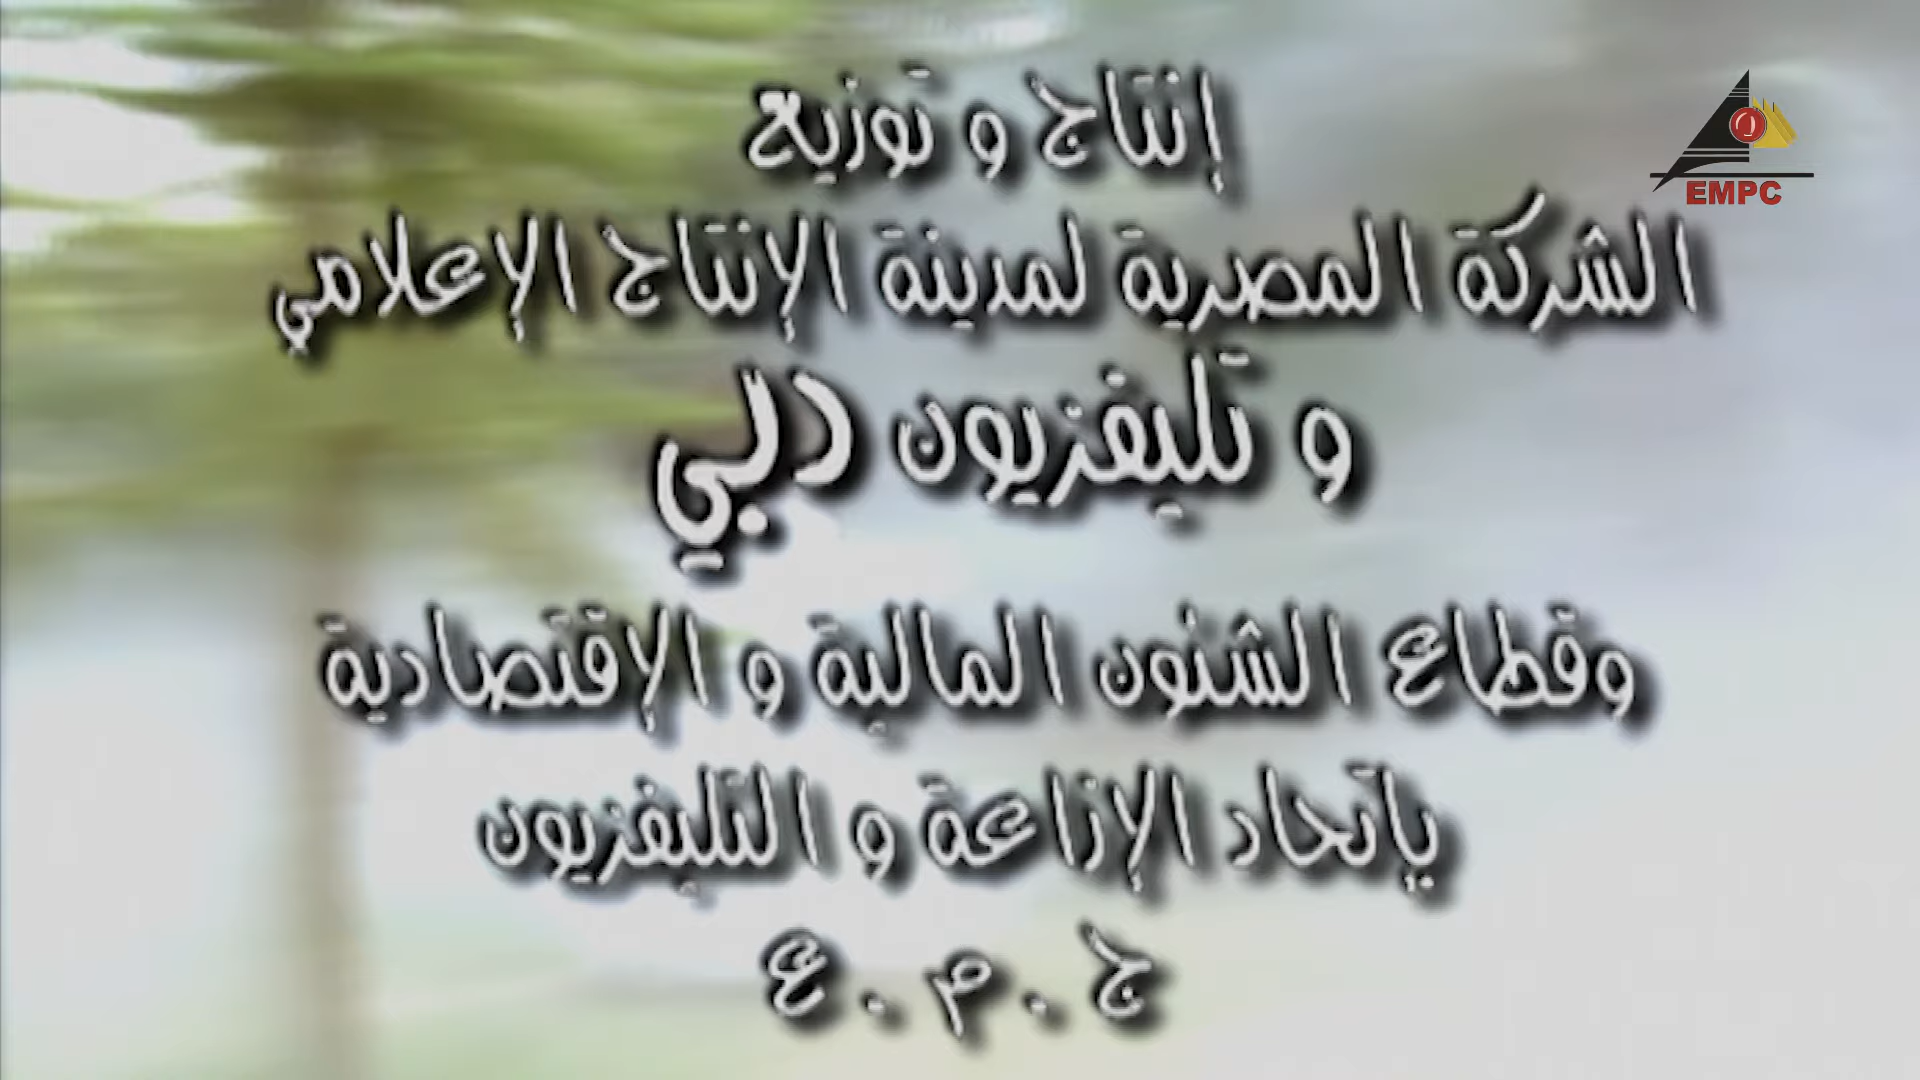 إنتاج و توزيع
EMPC
الشركة المصرية لمدينة الإنتاج الإعلامي
و تليفزيون دبي
وقطاع الشئون المالية و الإقتصادية
بإتحاد الإذاعة و التليفزيون
ج . م . ع